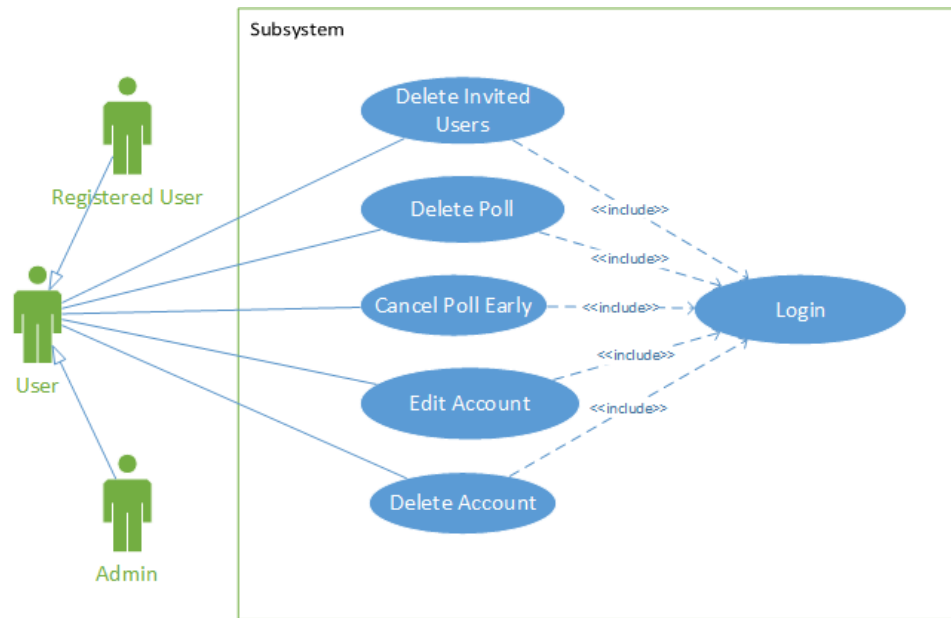 Subsystem
Delete Invited
Users
Registered User
Delete Poll
<<include>>
<<include>>
Cancel Poll Early
<<include>>
Login
User
<<include>>
Edit Account
<<include>>
Delete Account
Admin